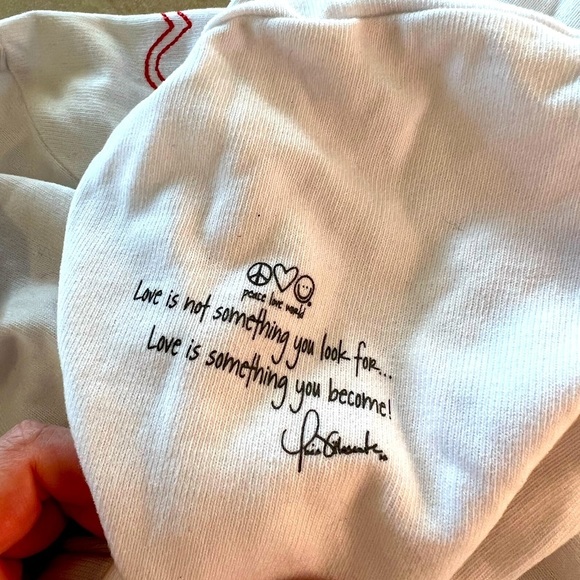 peace love world
Love is not something you look for...
Love is something you become!